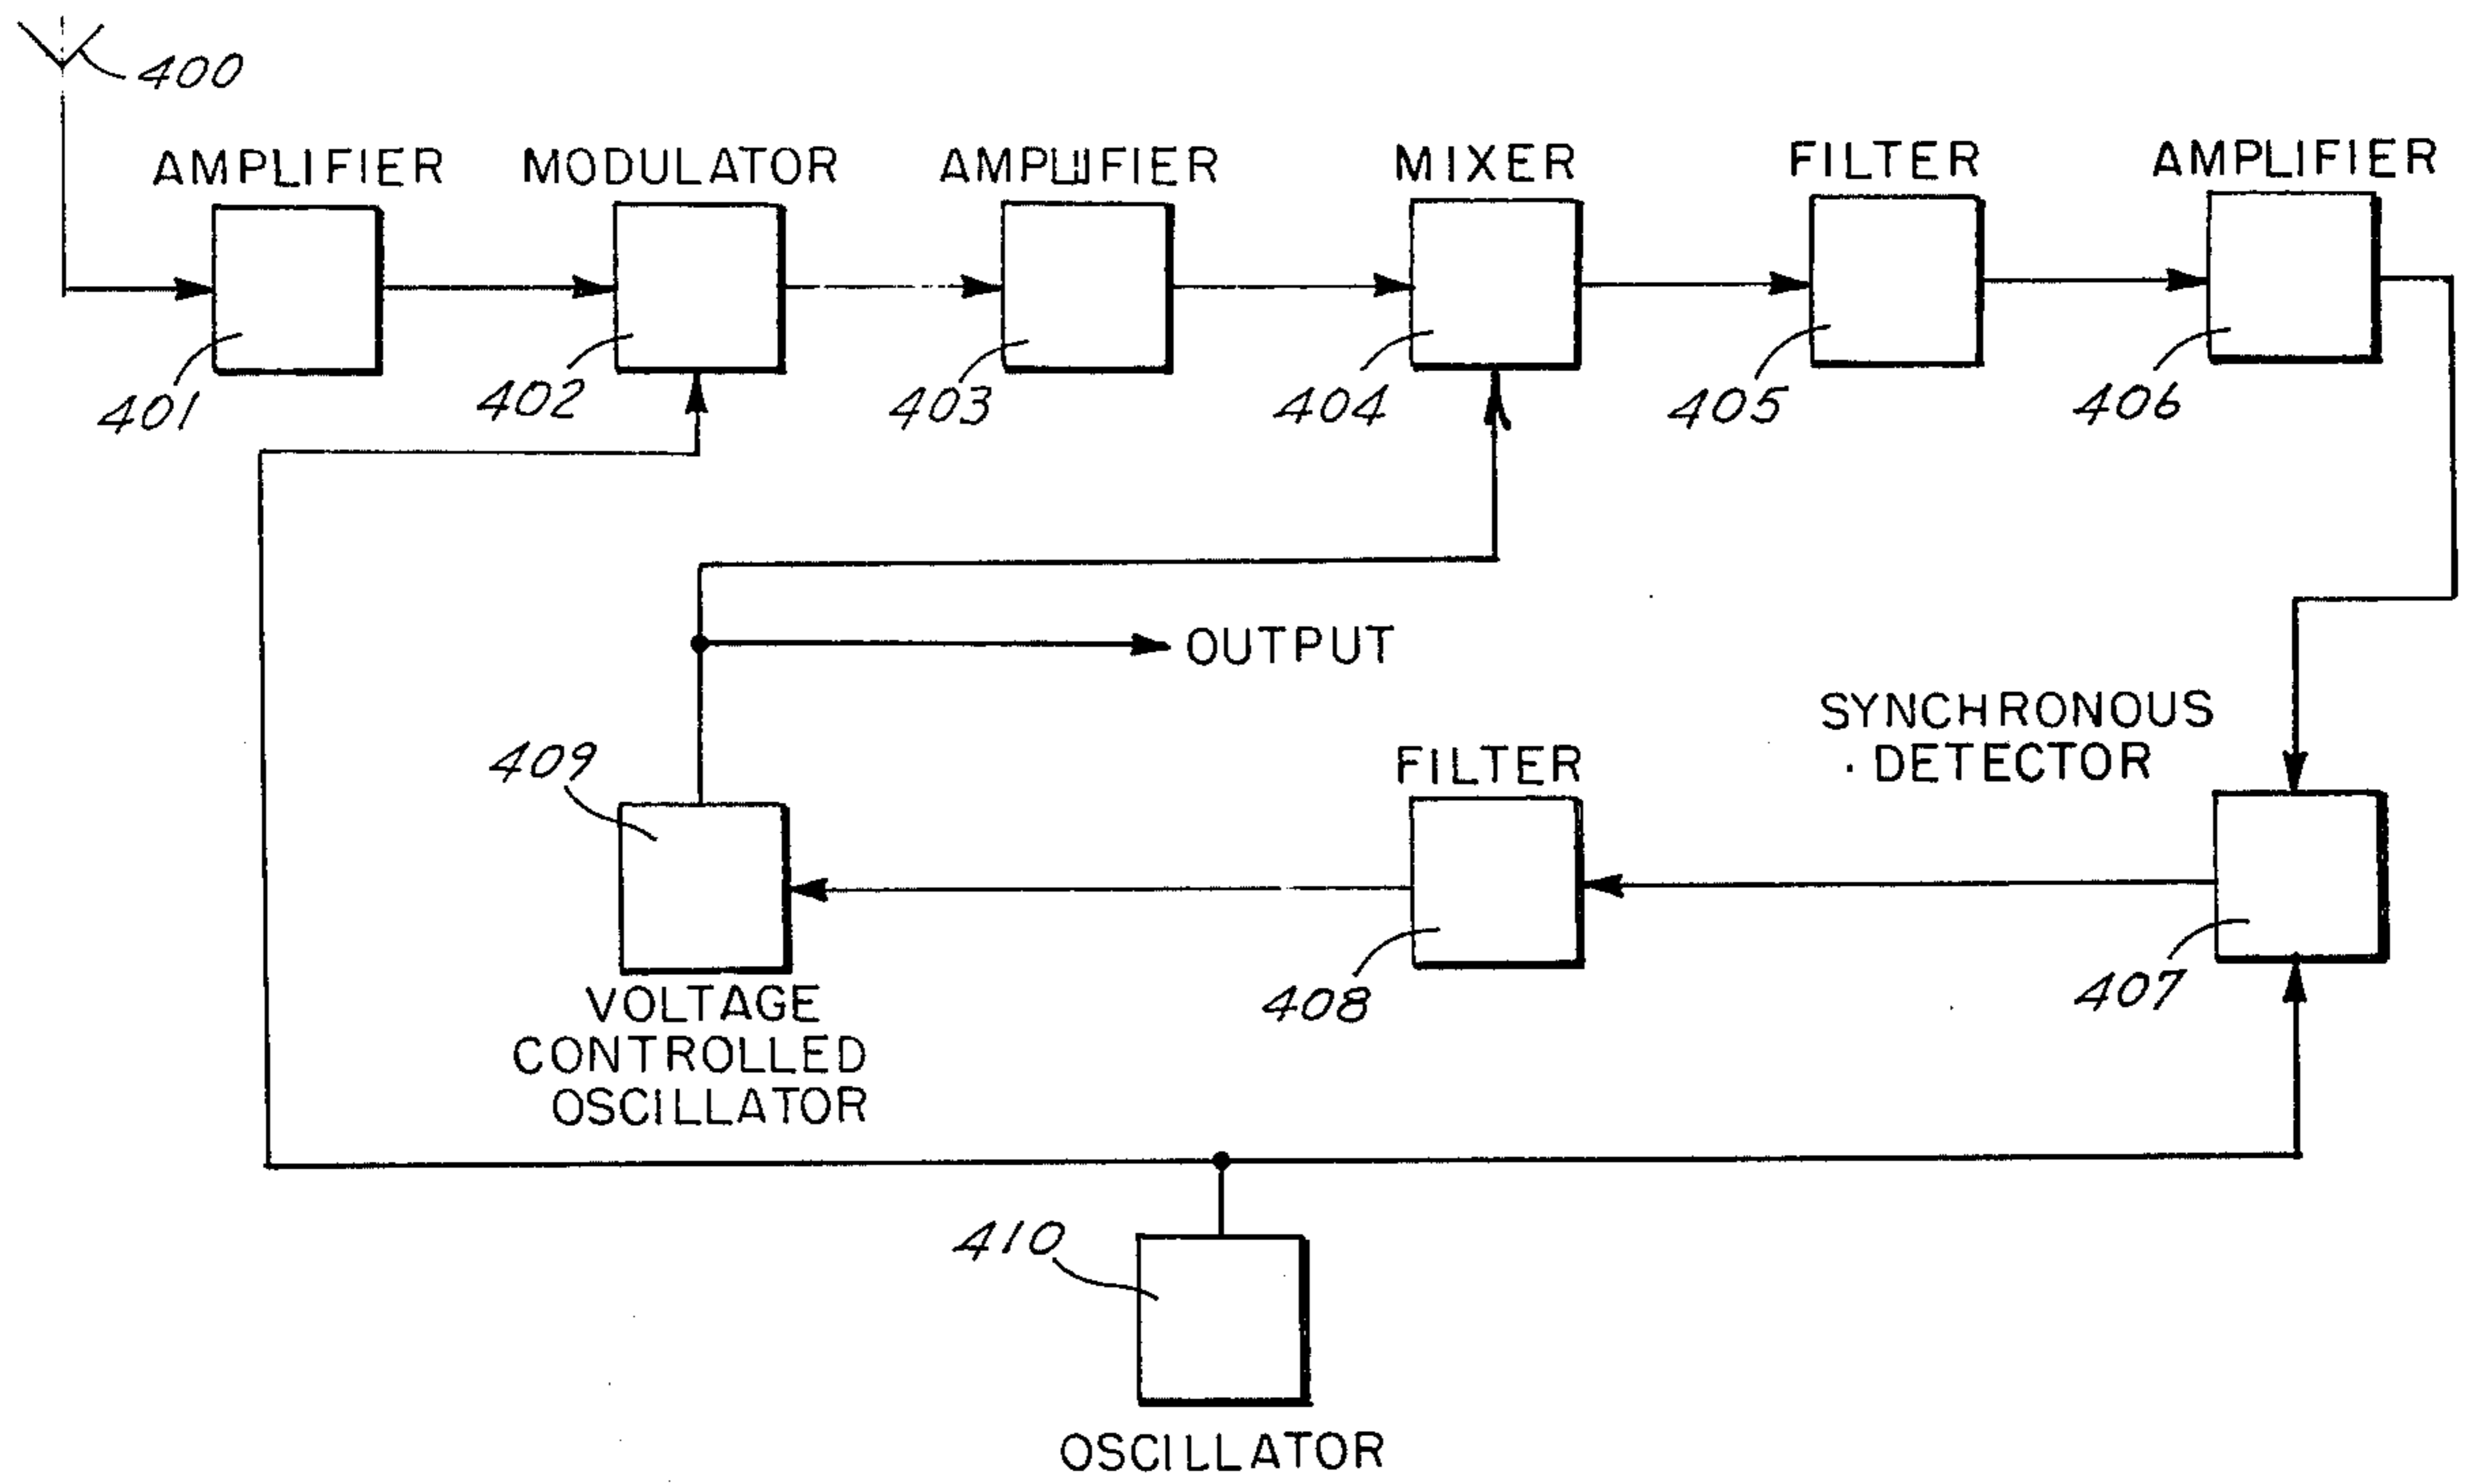 400
AMPLIFIER
MODULATOR
AMPLIFIER
MIXER
FILTER
AMPLIFIER
401
402
403
404
405
406
OUTPUT
SYNCHRONOUS
DETECTOR
409
FILTER
408
407
VOLTAGE
CONTROLLED
OSCILLATOR
410
OSCILLATOR